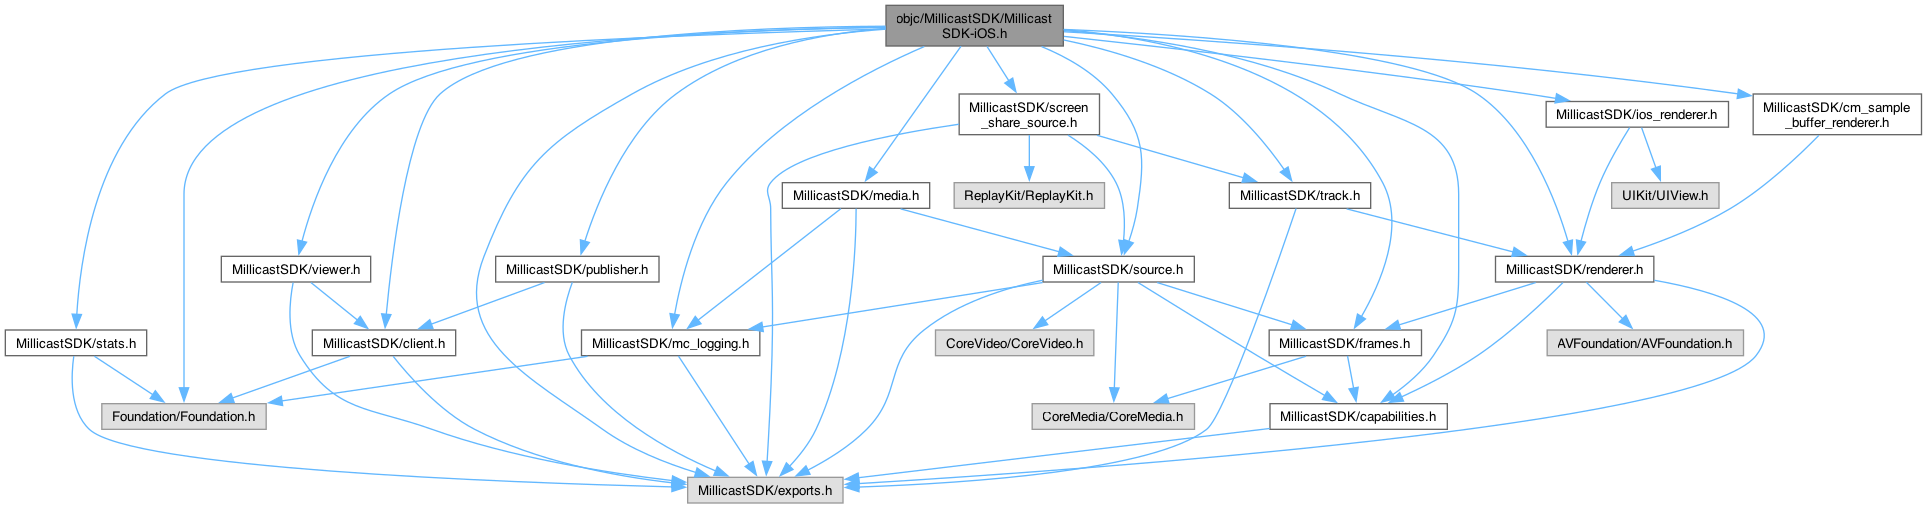 objc/MillicastSDK/Millicast
SDK-iOS.h
MillicastSDK/screen
_share_source.h
MillicastSDK/ios_renderer.h
MillicastSDK/cm_sample
_buffer_renderer.h
MillicastSDK/media.h
ReplayKit/ReplayKit.h
MillicastSDK/track.h
UIKit/UIView.h
MillicastSDK/viewer.h
MillicastSDK/publisher.h
MillicastSDK/source.h
MillicastSDK/renderer.h
MillicastSDK/stats.h
MillicastSDK/client.h
MillicastSDK/mc_logging.h
CoreVideo/CoreVideo.h
MillicastSDK/frames.h
AVFoundation/AVFoundation.h
Foundation/Foundation.h
CoreMedia/CoreMedia.h
MillicastSDK/capabilities.h
MillicastSDK/exports.h